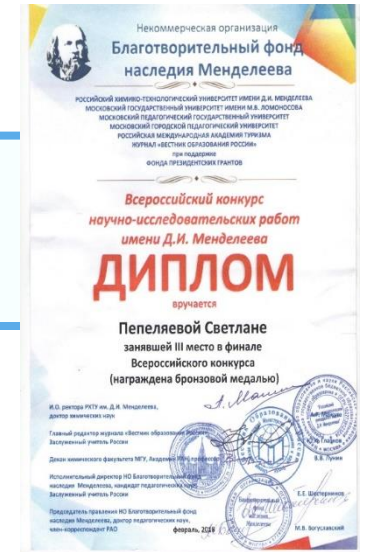 Некоммерческая организация
Благотворительный фонд
наследия Менделеева
РОССИЙСКИЙ ХИМИКО-ТЕХНОЛОГИЧЕСКИЙ УНИВЕРСИТЕТ ИМЕНИ Д.И. МЕНДЕЛЕЕВА
МОСКОВСКИЙ ГОСУДАРСТВЕННЫЙ УНИВЕРСИТЕТ ИМЕНИ М.В. ЛОМОНОСОВА
МОСКОВСКИЙ ПЕДАГОГИЧЕСКИЙ ГОСУДАРСТВЕННЫЙ УНИВЕРСИТЕТ
МОСКОВСКИЙ ГОРОДСКОЙ ПЕДАГОГИЧЕСКИЙ УНИВЕРСИТЕТ
РОССИЙСКАЯ МЕЖДУНАРОДНАЯ АКАДЕМИЯ ТУРИЗМА
ЖУРНАЛ «ВЕСТНИК ОБРАЗОВАНИЯ РОССИИ»
при поддержке
ФОНДА ПРЕЗИДЕНТСКИХ ГРАНТОВ
Всероссийский конкурс
научно-исследовательских работ
имени Д.И. Менделеева
ДИПЛОМ
вручается
Пепеляевой Светлане
занявшей III место в финале
Всероссийского конкурса
(награждена бронзовой медалью)
И.О. ректора РХТУ им. Д.И. Менделеева,
доктор химических наук
Главный редактор журнала «Вестник образования России»
Заслуженный учитель России
Декан химического факультета МГУ, Академик РАН, профессор
В.В. Лунин
Исполнительный директор НО Благотворительный фонд
наследия Менделеева, кандидат педагогических наук,
Заслуженный учитель России
Председатель правления НО Благотворительный фонд
наследия Менделеева, доктор педагогических наук,
член-корреспондент РАО
М.В. Богуславский
февраль, 2018